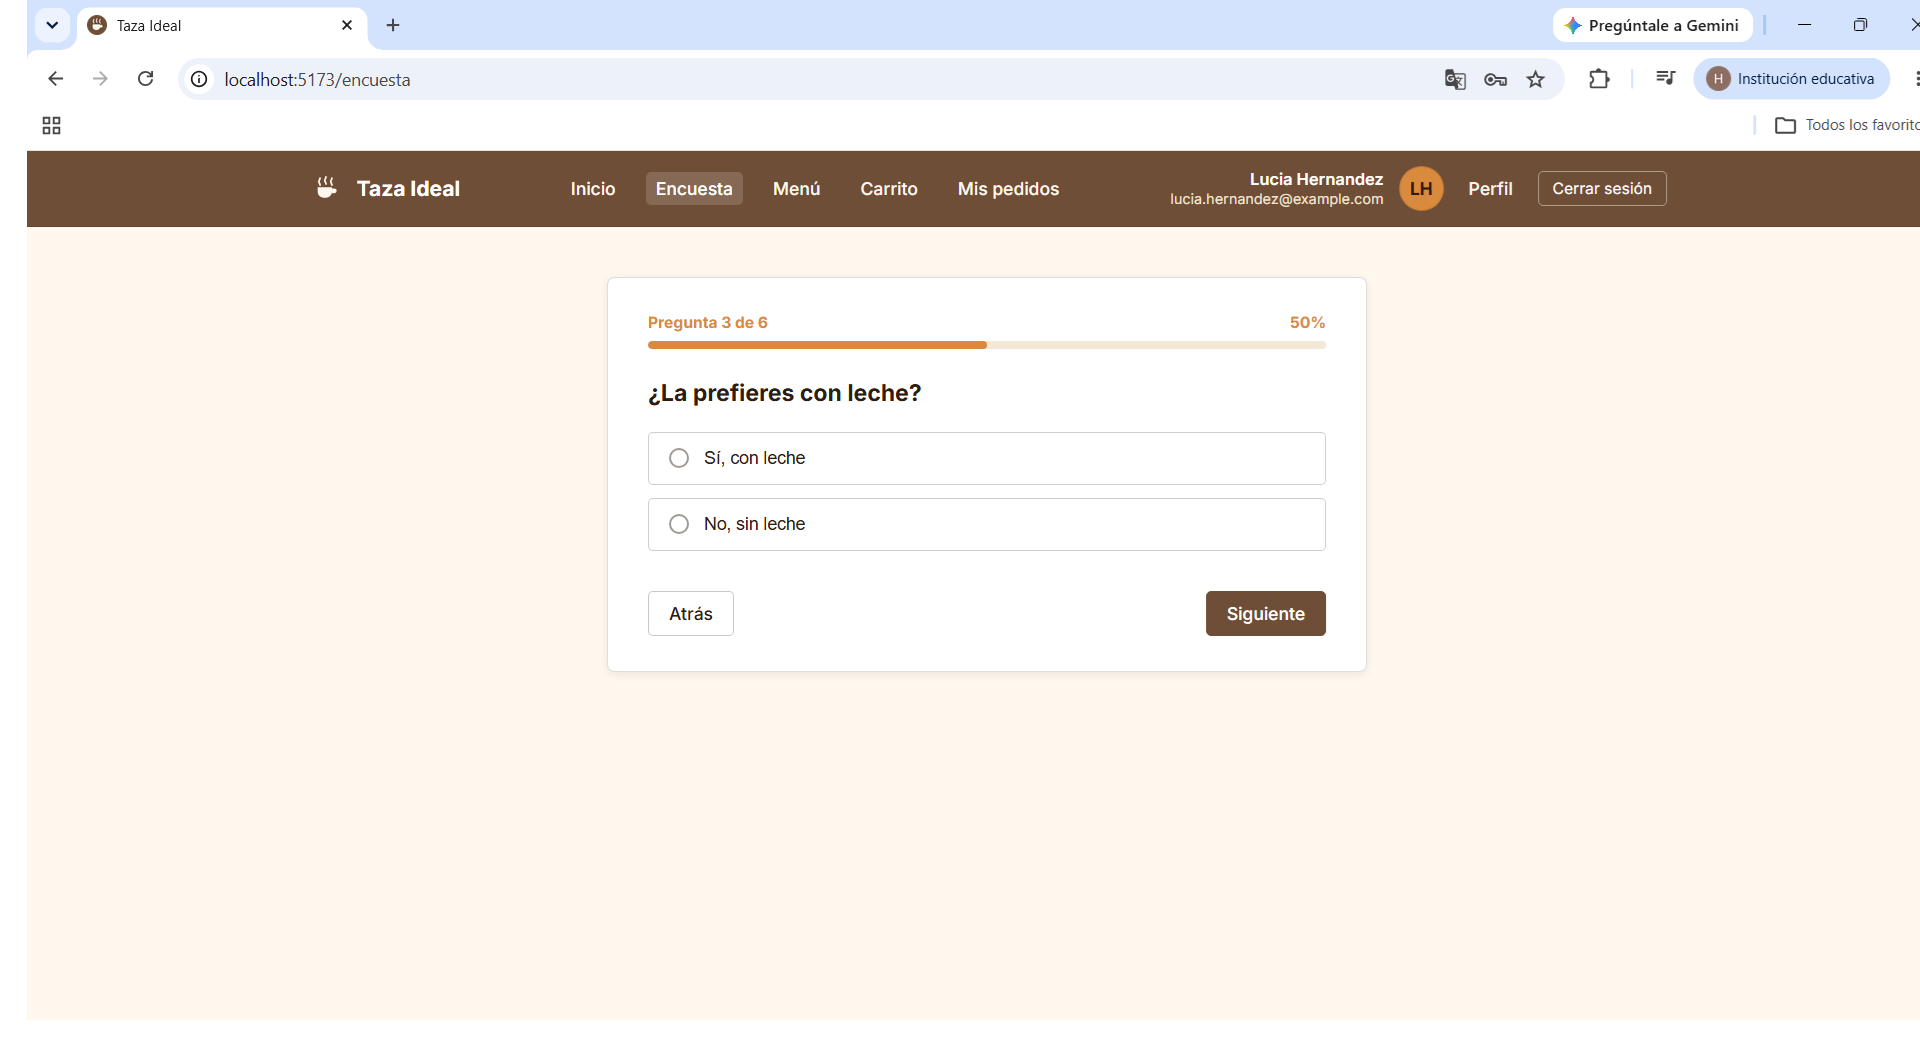 Taza Ideal
Pregúntale a Gemini
localhost:5173/encuesta
H
Institución educativa
Todos los favorito
Taza Ideal
Inicio
Encuesta
Menú
Carrito
Mis pedidos
Lucia Hernandez
lucia.hernandez@example.com
LH
Perfil
Cerrar sesión
Pregunta 3 de 6
50%
¿La prefieres con leche?
Sí, con leche
No, sin leche
Atrás
Siguiente